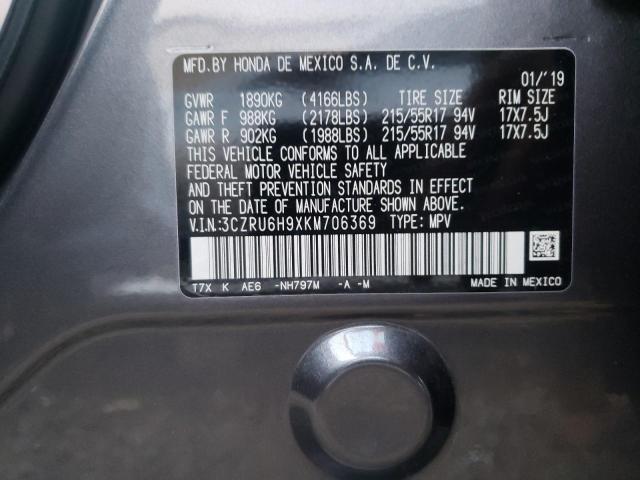 MFD.BY HONDA DE MEXICO S.A. DE C.V.
01/'19
GVWR 1890KG (4166LBS) TIRE SIZE RIM SIZE
GAWR F 988KG (2178LBS) 215/55R17 94V 17X7.5J
GAWR R 902KG (1988LBS) 215/55R17 94V 17X7.5J
THIS VEHICLE CONFORMS TO ALL APPLICABLE
FEDERAL MOTOR VEHICLE SAFETY
AND THEFT PREVENTION STANDARDS IN EFFECT
ON DATE OF MANUFACTURE SHOWN ABOVE.
V.I.N.:3CZRU6H9XKM706369 TYPE: MPV
T7X K AE6 -NH797M -A -M
MADE IN MEXICO